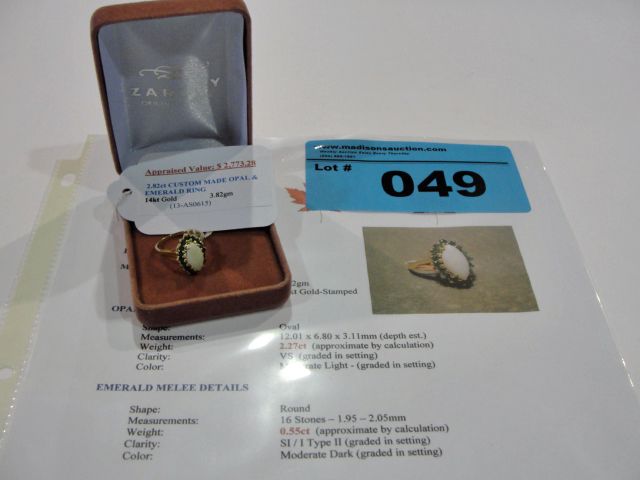 Appraised Value: $ 2,773.28
2.82ct CUSTOM MADE OPAL &
EMERALD RING
14kt Gold 3.82gm
(13-AS0615)
www.madisonsauction.com
Lot # 049
2gm
kt Gold-Stamped
OPA
Shape: Oval
Measurements: 12.01 x 6.80 x 3.11mm (depth est.)
Weight: 2.27ct (approximate by calculation)
Clarity: VS (graded in setting)
Color: Light - (graded in setting)
EMERALD MELEE DETAILS
Shape: Round
Measurements: 16 Stones – 1.95 – 2.05mm
Weight: 0.55ct (approximate by calculation)
Clarity: SI / I Type II (graded in setting)
Color: Moderate Dark (graded in setting)